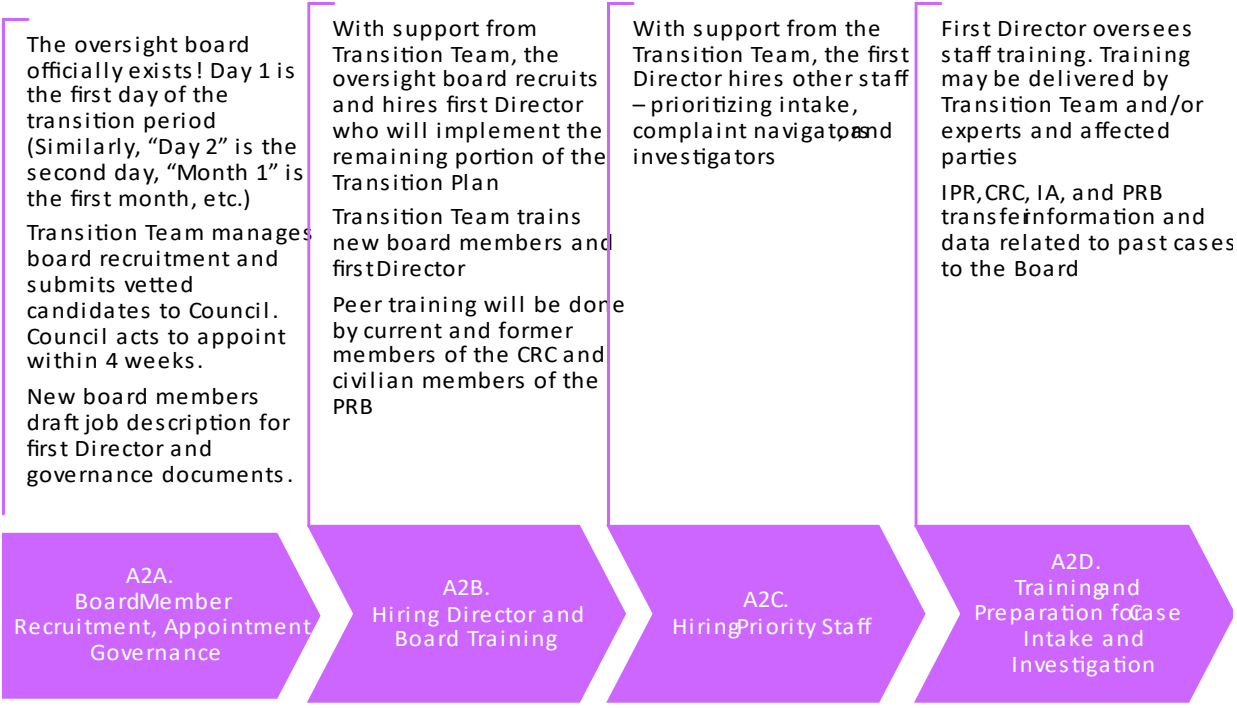 The oversight board
officially exists! Day 1 is
the first day of the
transition period
(Similarly, “Day 2” is the
second day, “Month 1” is
the first month, etc.)
Transition Team manages
board recruitment and
submits vetted
candidates to Council.
Council acts to appoint
within 4 weeks.
New board members
draft job description for
first Director and
governance documents.
A2A.
Board Member
Recruitment, Appointment
Governance
With support from
Transition Team, the
oversight board recruits
and hires first Director
who will implement the
remaining portion of the
Transition Plan
Transition Team trains
new board members and
first Director
Peer training will be done
by current and former
members of the CRC and
civilian members of the
PRB
A2B.
Hiring Director and
Board Training
With support from the
Transition Team, the first
Director hires other staff
– prioritizing intake,
complaint navigators, and
investigators
A2C.
Hiring Priority Staff
First Director oversees
staff training. Training
may be delivered by
Transition Team and/or
experts and affected
parties
IPR, CRC, IA, and PRB
transfer information and
data related to past cases
to the Board
A2D.
Training and
Preparation for Case
Intake and
Investigation